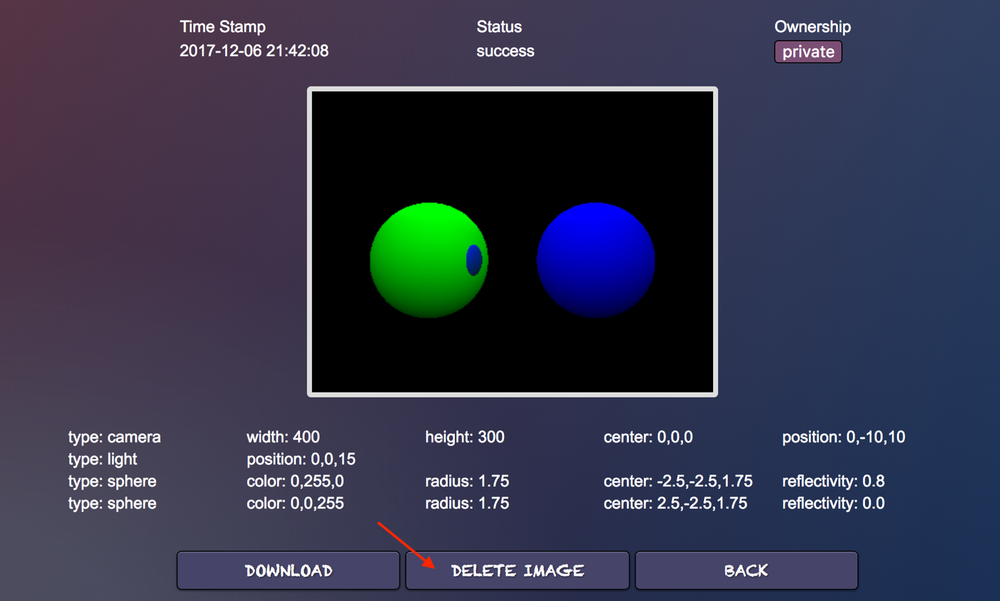 Time Stamp Status Ownership
2017-12-06 21:42:08 success private
type: camera width: 400 height: 300 center: 0,0,0 position: 0,-10,10
type: light position: 0,0,15
type: sphere color: 0,255,0 radius: 1.75 center: -2.5,-2.5,1.75 reflectivity: 0.8
type: sphere color: 0,0,255 radius: 1.75 center: 2.5,-2.5,1.75 reflectivity: 0.0
DOWNLOAD DELETE IMAGE BACK